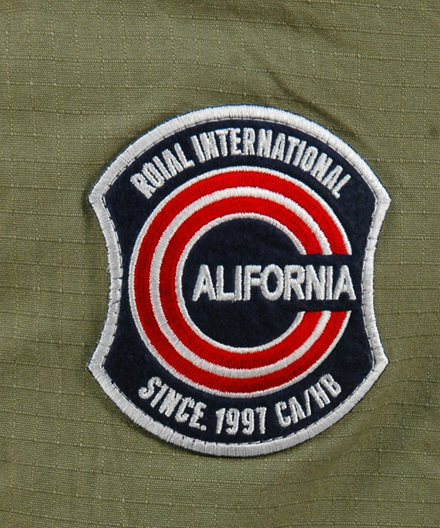 ROIAL INTERNATIONAL
CALIFORNIA
SINCE. 1997 CA/HB